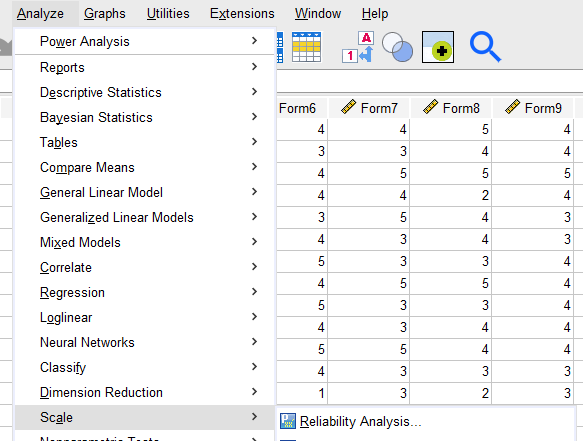 Analyze Graphs Utilities Extensions Window Help
Power Analysis
A
1
Reports
Descriptive Statistics
Bayesian Statistics
Tables
Compare Means
General Linear Model
Generalized Linear Models
Mixed Models
Correlate
Regression
Loglinear
Neural Networks
Classify
Dimension Reduction
Scale
Reliability Analysis...
Form6 Form7 Form8 Form9
4 4 5 4
3 3 4 4
4 5 5 5
4 4 2 4
3 5 4 3
4 3 4 3
5 3 3 4
4 5 5 4
5 3 3 4
4 3 4 4
5 5 4 4
4 3 3 3
1 3 2 3